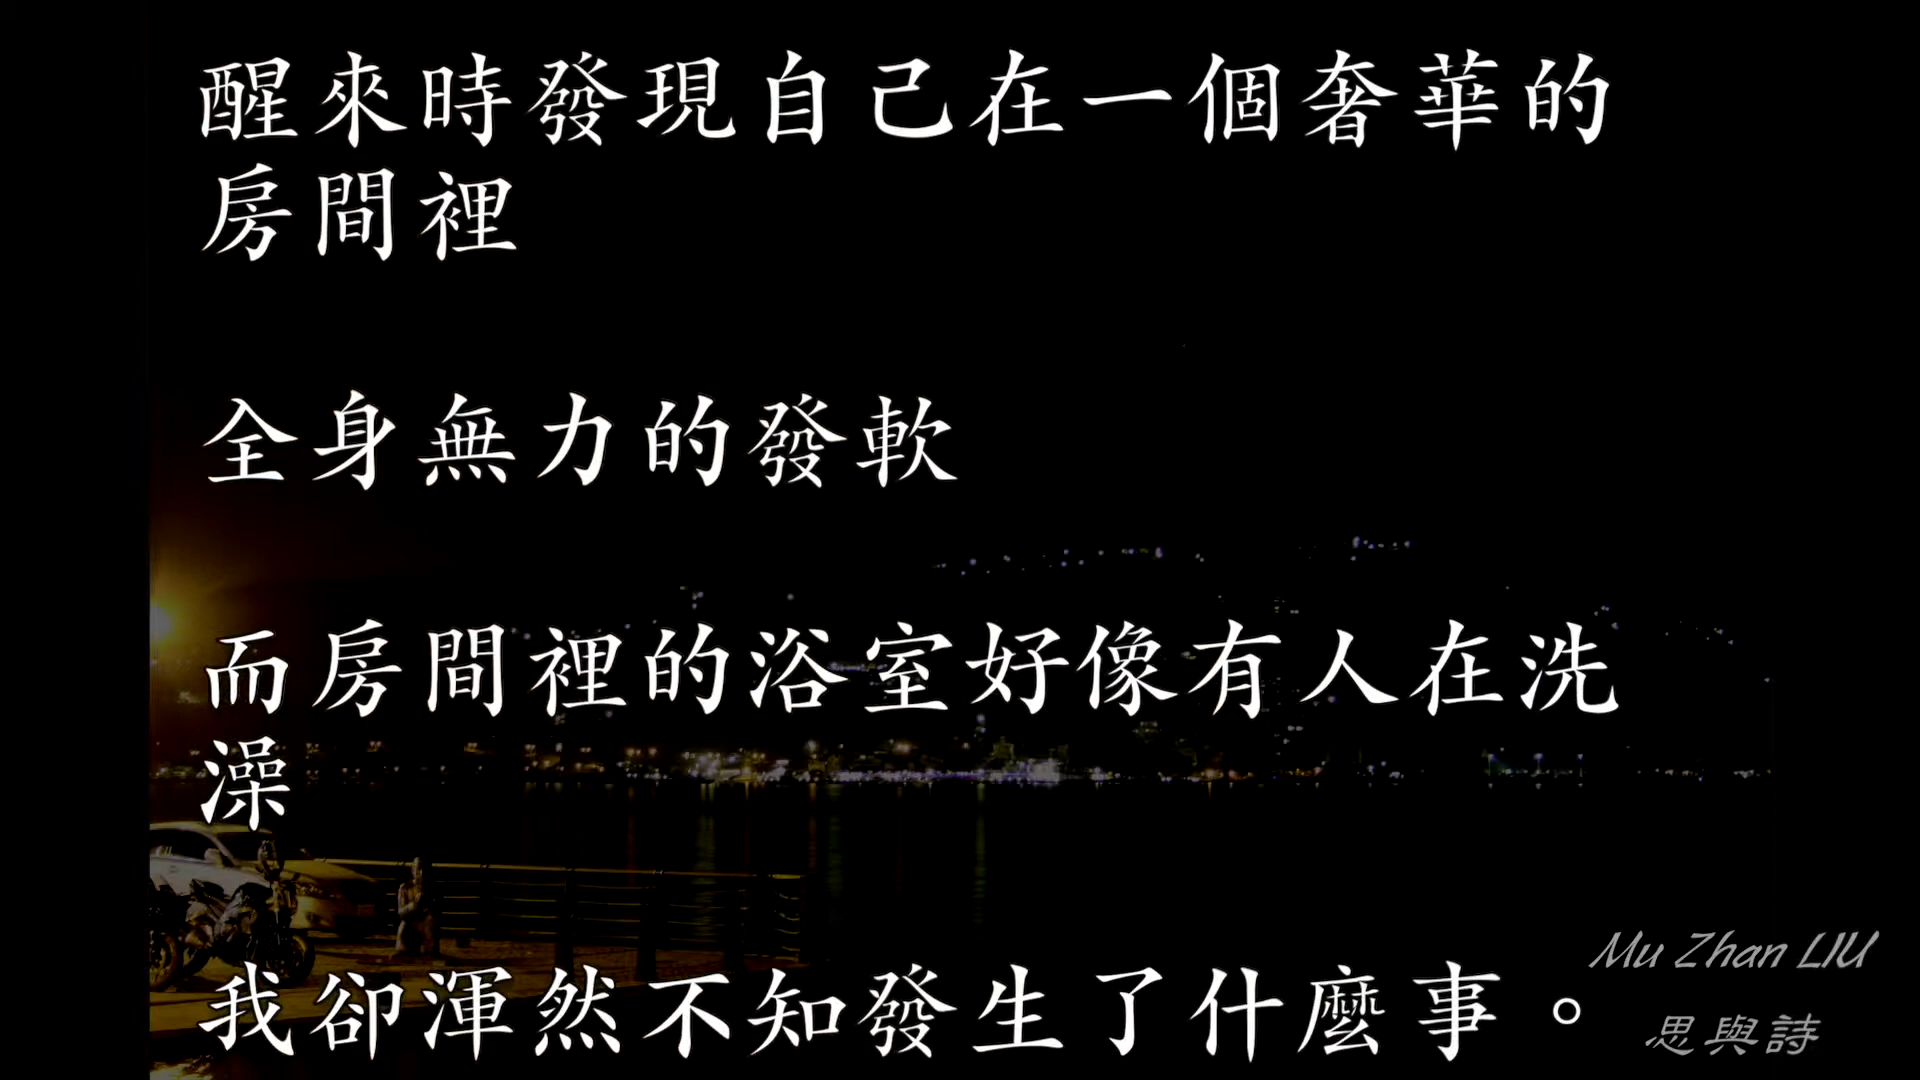 醒來時發現自己在一個奢華的
房間裡
全身無力的發軟
而房間裡的浴室好像有人在洗
澡
我卻渾然不知發生了什麼事。
Mu Zhan LIU
思與詩